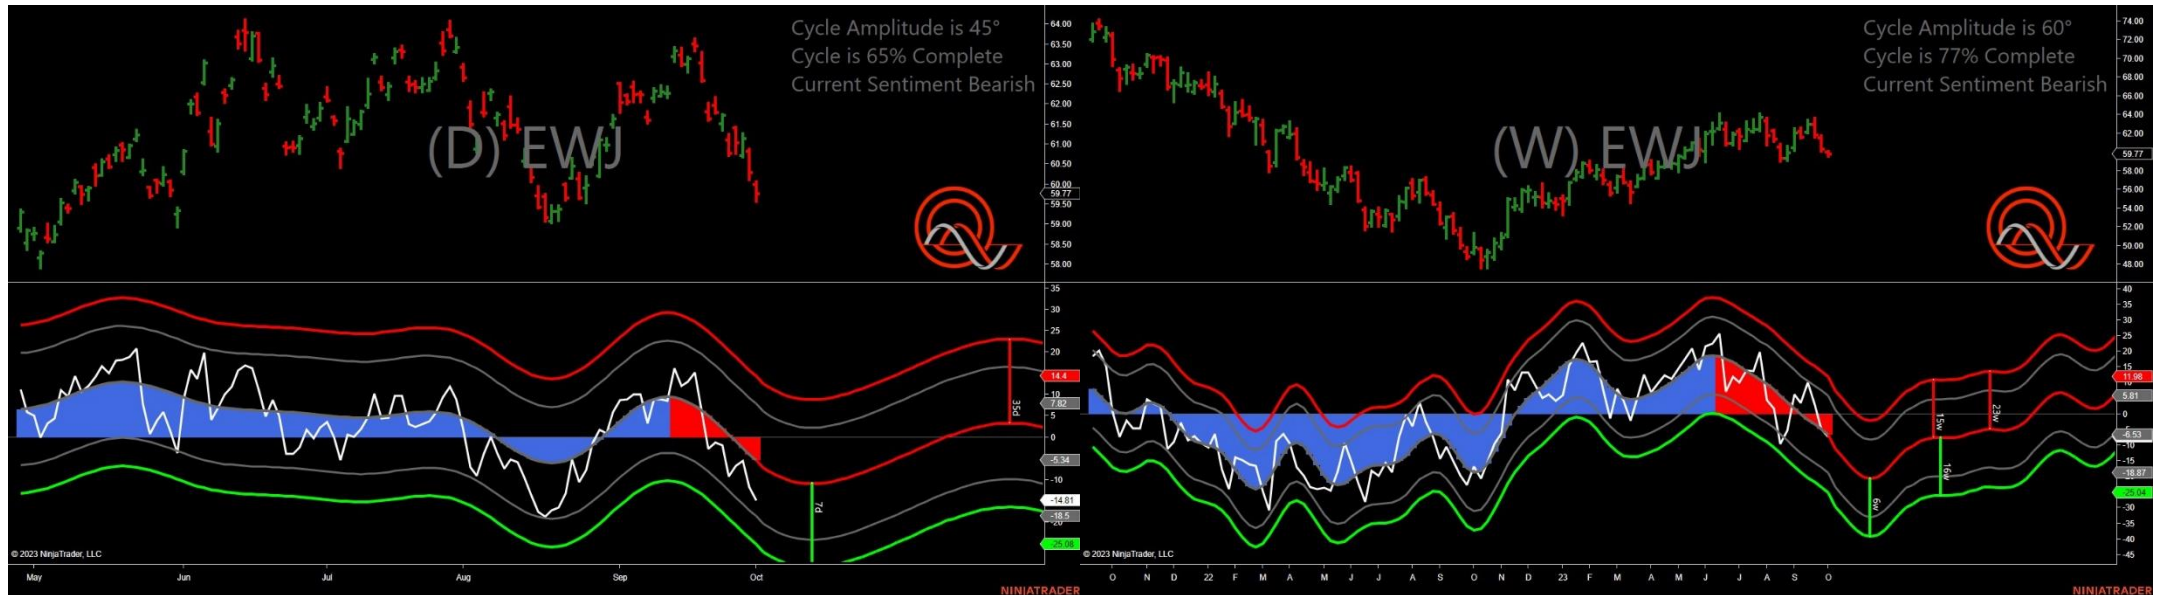 Cycle Amplitude is 45°
Cycle is 65% Complete
Current Sentiment Bearish
(D) EWJ
64.00
63.50
63.00
62.50
62.00
61.50
61.00
60.50
60.00
59.77
59.50
59.00
58.50
58.00
35
30
25
20
14.4
10
7.82
5
0
-5.34
-10
-14.81
-18.5
-20
-25.08
35d
7d
© 2023 NinjaTrader, LLC
May
Jun
Jul
Aug
Sep
Oct
NINJATRADER
Cycle Amplitude is 60°
Cycle is 77% Complete
Current Sentiment Bearish
(W) EWJ
74.00
72.00
70.00
68.00
66.00
64.00
62.00
59.77
58.00
56.00
54.00
52.00
50.00
48.00
40
35
30
25
20
15
11.98
5.81
0
-6.53
-10
-15
-18.87
-25.04
-30
-35
-40
-45
15w
23w
16w
6w
© 2023 NinjaTrader, LLC
O
N
D
22
F
M
A
M
J
J
A
S
O
N
D
23
F
M
A
M
J
J
A
S
O
NINJATRADER